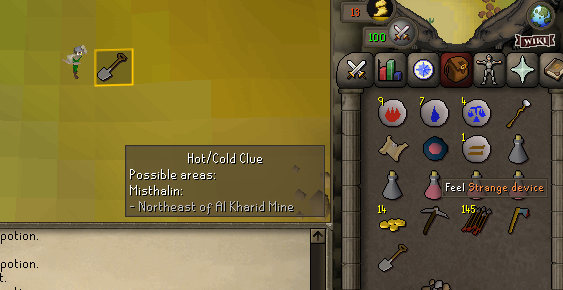 13
100
WIKI
9
7
4
1
Hot/Cold Clue
Possible areas:
Misthalin:
- Northeast of Al Kharid Mine
Feel Strange device
14
145
potion.
potion.
t.